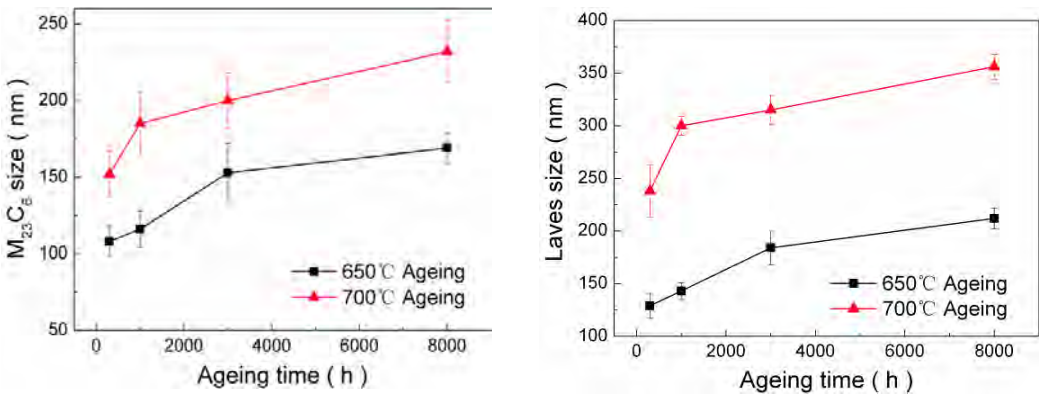 250
200
150
100
50
M₂₃C₆ size ( nm )
650℃ Ageing
700℃ Ageing
0 2000 4000 6000 8000
Ageing time ( h )
400
350
300
250
200
150
100
Laves size ( nm )
650℃ Ageing
700℃ Ageing
0 2000 4000 6000 8000
Ageing time ( h )